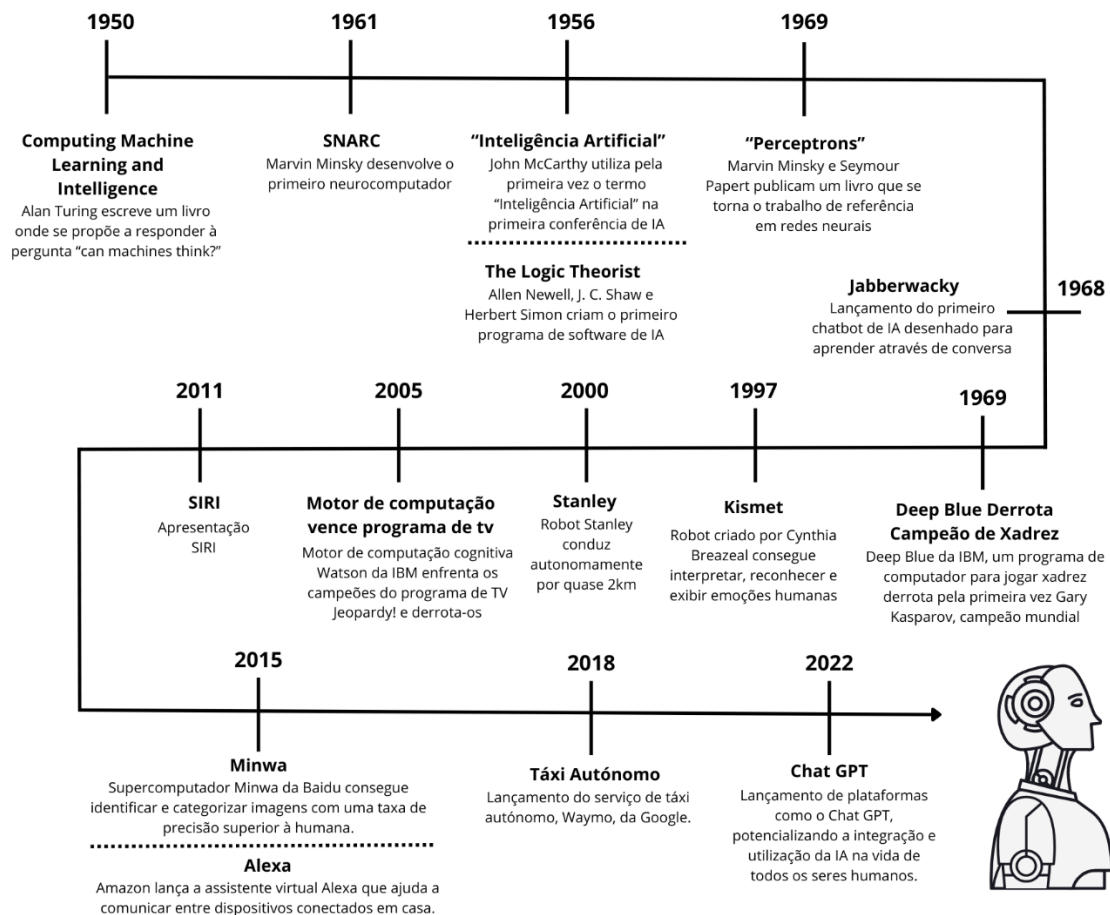 1950
Computing Machine
Learning and
Intelligence
Alan Turing escreve um livro
onde se propõe a responder à
pergunta “can machines think?”
1961
SNARC
Marvin Minsky desenvolve o
primeiro neurocomputador
1956
“Inteligência Artificial”
John McCarthy utiliza pela
primeira vez o termo
“Inteligência Artificial” na
primeira conferência de IA
The Logic Theorist
Allen Newell, J. C. Shaw e
Herbert Simon criam o primeiro
programa de software de IA
1969
“Perceptrons”
Marvin Minsky e Seymour
Papert publicam um livro que se
torna o trabalho de referência
em redes neurais
1968
Jabberwacky
Lançamento do primeiro
chatbot de IA desenhado para
aprender através de conversa
2011
SIRI
Apresentação
SIRI
2005
Motor de computação
vence programa de tv
Motor de computação cognitiva
Watson da IBM enfrenta os
campeões do programa de TV
Jeopardy! e derrota-os
2000
Stanley
Robot Stanley
conduz
autonomamente
por quase 2km
1997
Kismet
Robot criado por Cynthia
Breazeal consegue
interpretar, reconhecer e
exibir emoções humanas
1969
Deep Blue Derrota
Campeão de Xadrez
Deep Blue da IBM, um programa de
computador para jogar xadrez
derrota pela primeira vez Gary
Kasparov, campeão mundial
2015
Minwa
Supercomputador Minwa da Baidu consegue
identificar e categorizar imagens com uma taxa de
precisão superior à humana.
Alexa
Amazon lança a assistente virtual Alexa que ajuda a
comunicar entre dispositivos conectados em casa.
2018
Táxi Autónomo
Lançamento do serviço de táxi
autónomo, Waymo, da Google.
2022
Chat GPT
Lançamento de plataformas
como o Chat GPT,
potencializando a integração e
utilização da IA na vida de
todos os seres humanos.